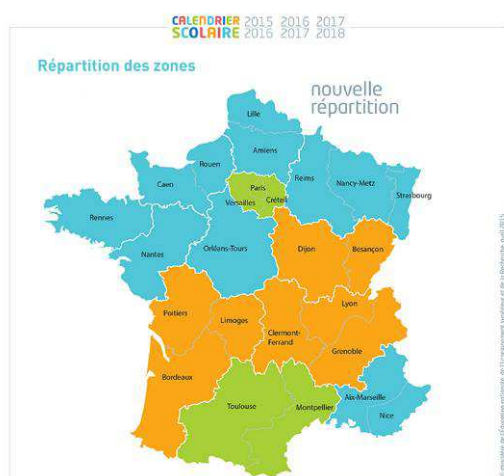 CALENDRIER 2015 2016 2017
SCOLAIRE 2016 2017 2018
Répartition des zones
nouvelle
répartition
Lille
Amiens
Rouen
Caen
Reims
Nancy-Metz
Strasbourg
Paris
Versailles
Créteil
Rennes
Nantes
Orléans-Tours
Dijon
Besançon
Poitiers
Limoges
Clermont-
Ferrand
Lyon
Grenoble
Bordeaux
Toulouse
Montpellier
Aix-Marseille
Nice